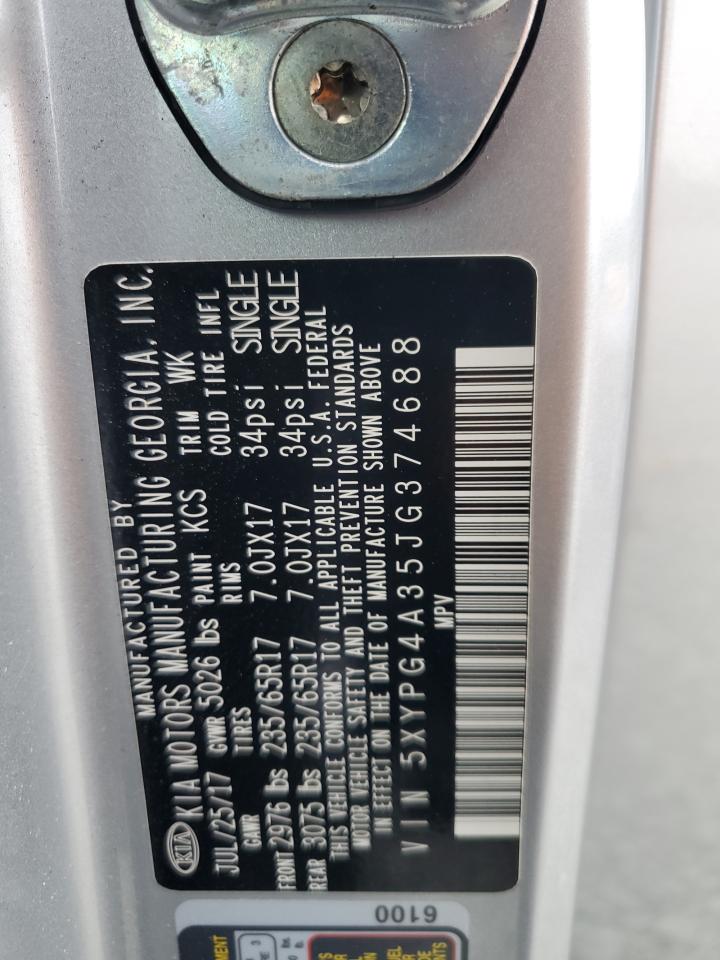 MANUFACTURED BY
KIA KIA MOTORS MANUFACTURING GEORGIA, INC.
JUL/25/17 GVWR 5026 lbs PAINT KCS TRIM WK
GAWR TIRES RIMS COLD TIRE INFL
FRONT 2976 lbs 235/65R17 7.0JX17 34psi SINGLE
REAR 3075 lbs 235/65R17 7.0JX17 34psi SINGLE
THIS VEHICLE CONFORMS TO ALL APPLICABLE U.S.A. FEDERAL
MOTOR VEHICLE SAFETY AND THEFT PREVENTION STANDARDS
IN EFFECT ON THE DATE OF MANUFACTURE SHOWN ABOVE
VIN 5XYPG4A35JG374688
MPV
6100